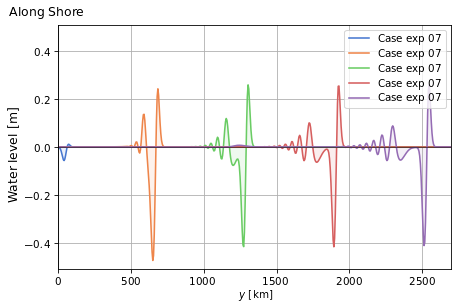 Along Shore
Water level [m]
0.4
0.2
0.0
−0.2
−0.4
Case exp 07
Case exp 07
Case exp 07
Case exp 07
Case exp 07
0 500 1000 1500 2000 2500
y [km]